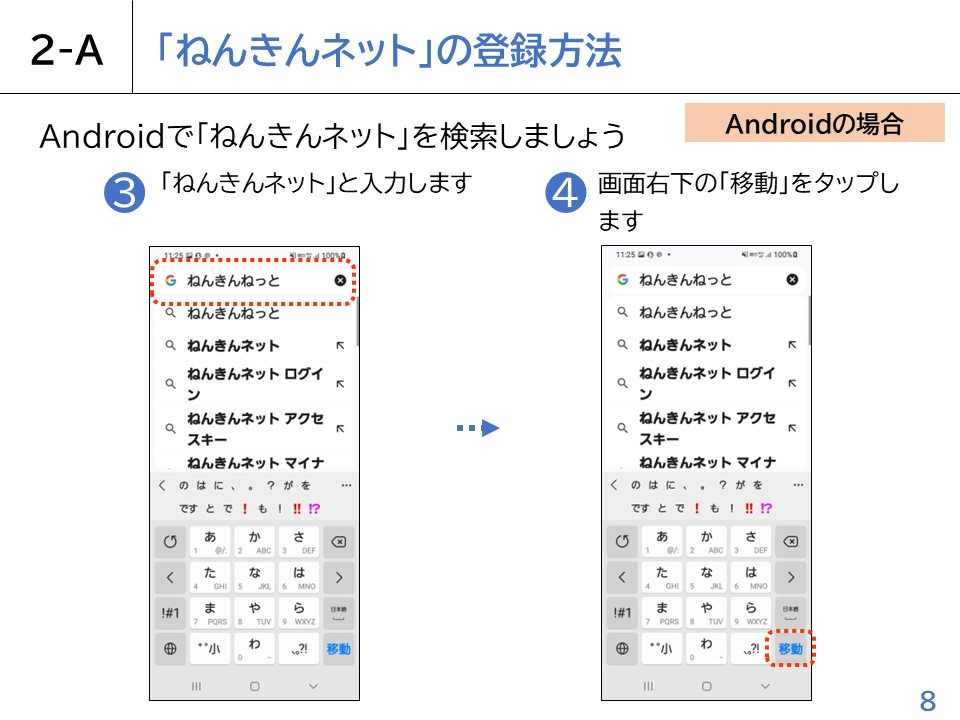 2-A
「ねんきんネット」の登録方法
Androidで「ねんきんネット」を検索しましょう
Androidの場合
3
「ねんきんネット」と入力します
11:25
100%
ねんきんねっと
ねんきんねっと
ねんきんネット
ねんきんネット ログイ
ン
ねんきんネット アクセ
スキー
ねんきんネット マイナ
の は に 、 。 ? が を
です と で ! も ! !! !?
あ か さ
1 @/: 2 ABC 3 DEF
た な は
4 GHI 5 JKL 6 MNO
!#1 ま や ら 日本語
7 PQRS 8 TUV 9 WXYZ
゛゜小 わ 、。?! 移動
0 -
4
画面右下の「移動」をタップし
ます
11:25
100%
ねんきんねっと
ねんきんねっと
ねんきんネット
ねんきんネット ログイ
ン
ねんきんネット アクセ
スキー
ねんきんネット マイナ
の は に 、 。 ? が を
です と で ! も ! !! !?
あ か さ
1 @/: 2 ABC 3 DEF
た な は
4 GHI 5 JKL 6 MNO
!#1 ま や ら 日本語
7 PQRS 8 TUV 9 WXYZ
゛゜小 わ 、。?! 移動
0 -
8